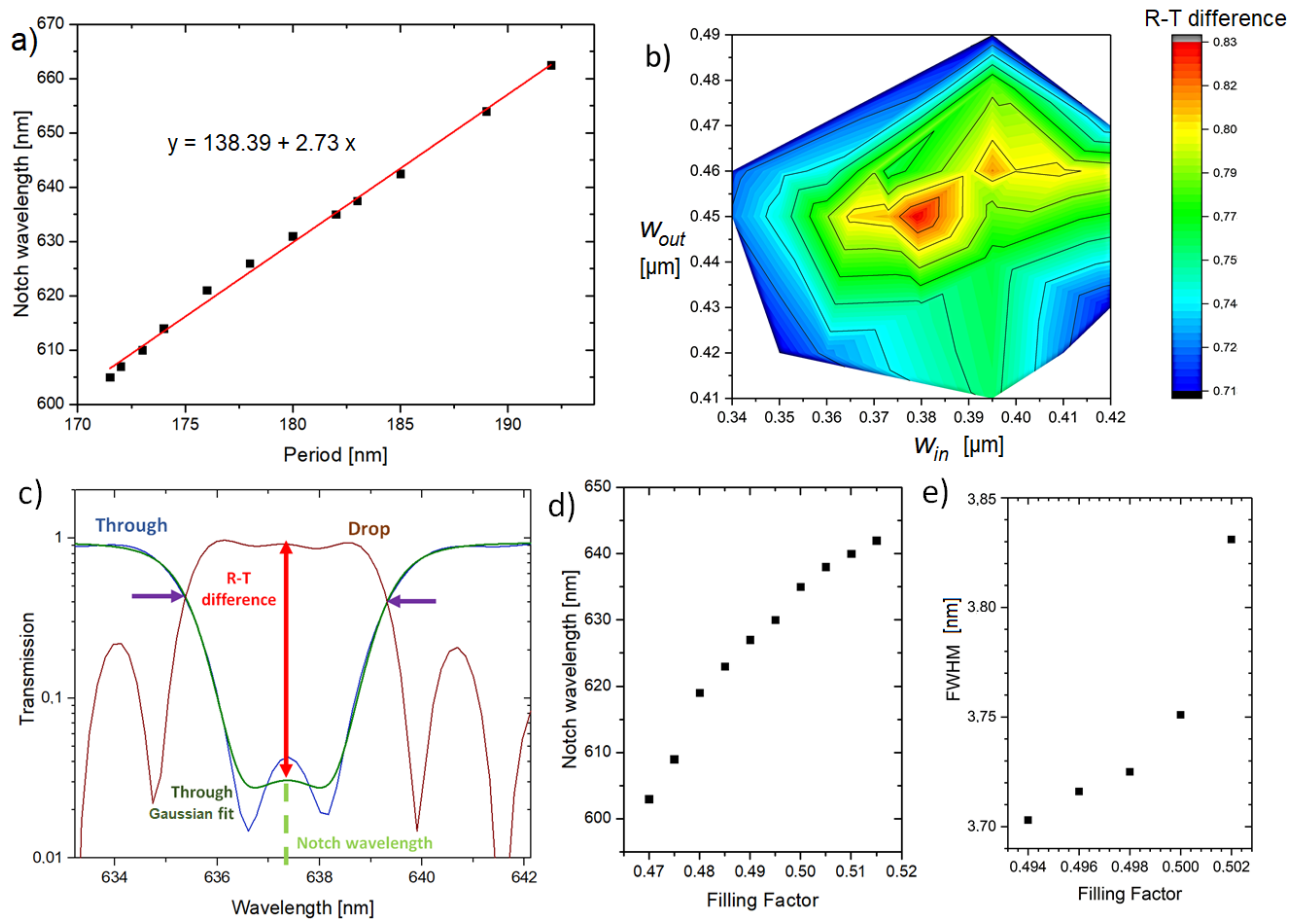 a)
Notch wavelength [nm]
670
660
650
640
630
620
610
600
y = 138.39 + 2.73 x
170
175
180
185
190
Period [nm]
b)
R-T difference
W_out
[µm]
0.49
0.48
0.47
0.46
0.45
0.44
0.43
0.42
0.41
0.34
0.35
0.36
0.37
0.38
0.39
0.40
0.41
0.42
W_in [µm]
0.83
0.82
0.80
0.79
0.77
0.76
0.74
0.72
0.71
c)
Transmission
1
0.1
0.01
Through
Drop
R-T
difference
Through
Gaussian fit
Notch wavelength
634
636
638
640
642
Wavelength [nm]
d)
Notch wavelength [nm]
650
640
630
620
610
600
0.47
0.48
0.49
0.50
0.51
0.52
Filling Factor
e)
FWHM [nm]
3.85
3.80
3.75
3.70
0.494
0.496
0.498
0.500
0.502
Filling Factor